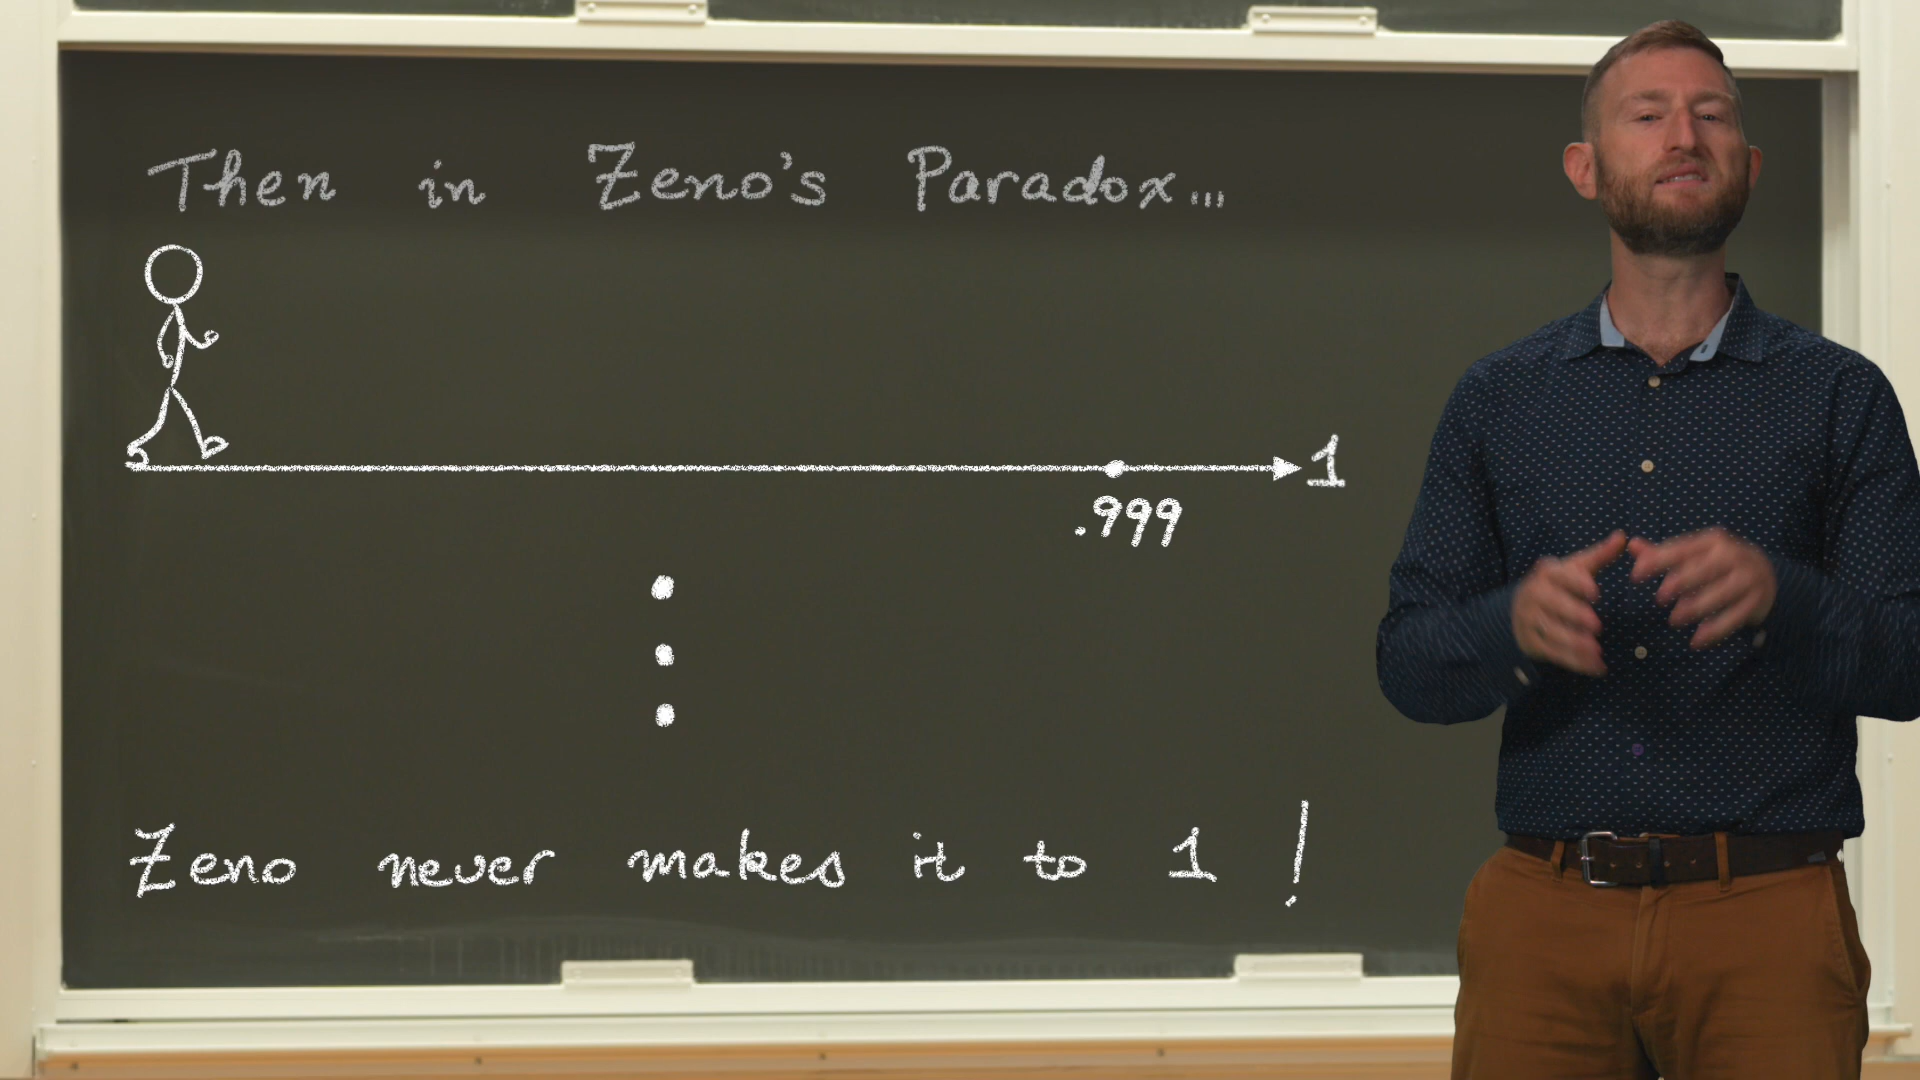 Then in Zeno's Paradox...
1
.999
Zeno never makes it to 1!